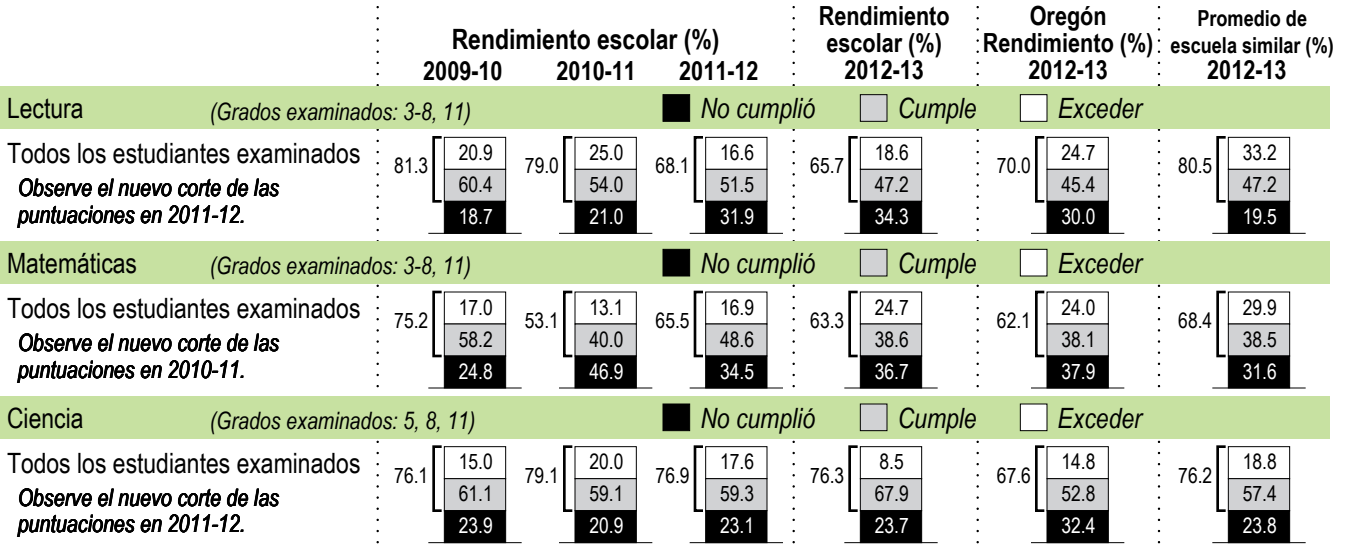 Rendimiento escolar (%)
2009-10 2010-11 2011-12
Rendimiento
escolar (%)
2012-13
Oregón
Rendimiento (%)
2012-13
Promedio de
escuela similar (%)
2012-13
Lectura (Grados examinados: 3-8, 11) No cumplió Cumple Exceder
Todos los estudiantes examinados
Observe el nuevo corte de las
puntuaciones en 2011-12.
81.3 20.9 60.4 18.7
79.0 25.0 54.0 21.0
68.1 16.6 51.5 31.9
65.7 18.6 47.2 34.3
70.0 24.7 45.4 30.0
80.5 33.2 47.2 19.5
Matemáticas (Grados examinados: 3-8, 11) No cumplió Cumple Exceder
Todos los estudiantes examinados
Observe el nuevo corte de las
puntuaciones en 2010-11.
75.2 17.0 58.2 24.8
53.1 13.1 40.0 46.9
65.5 16.9 48.6 34.5
63.3 24.7 38.6 36.7
62.1 24.0 38.1 37.9
68.4 29.9 38.5 31.6
Ciencia (Grados examinados: 5, 8, 11) No cumplió Cumple Exceder
Todos los estudiantes examinados
Observe el nuevo corte de las
puntuaciones en 2011-12.
76.1 15.0 61.1 23.9
79.1 20.0 59.1 20.9
76.9 17.6 59.3 23.1
76.3 8.5 67.9 23.7
67.6 14.8 52.8 32.4
76.2 18.8 57.4 23.8